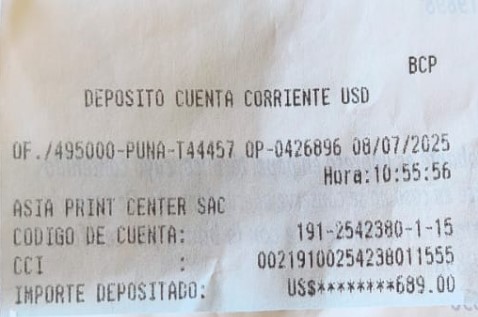 BCP
DEPOSITO CUENTA CORRIENTE USD
OF./495000-PUNA-T44457 OP-0426896 08/07/2025
Hora:10:55:56
ASIA PRINT CENTER SAC
CODIGO DE CUENTA: 191-2542380-1-15
CCI : 00219100254238011555
IMPORTE DEPOSITADO: US$********689.00